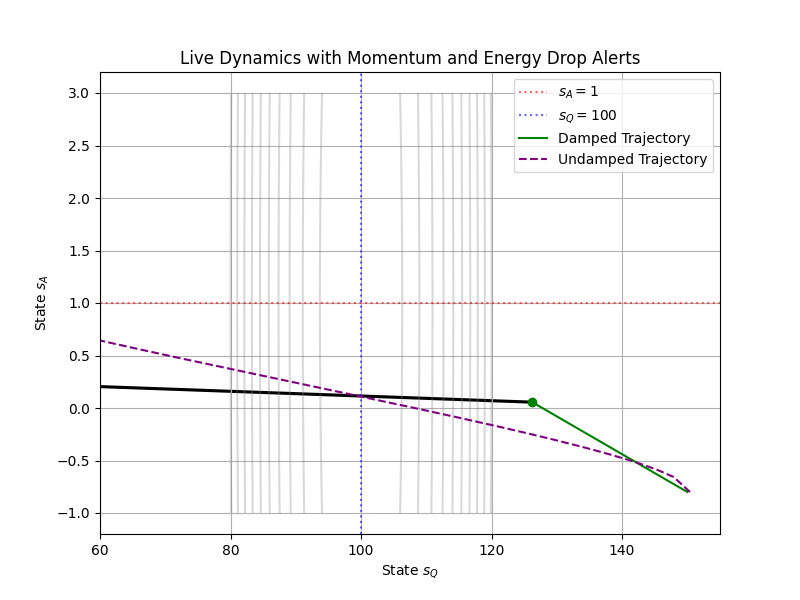 Live Dynamics with Momentum and Energy Drop Alerts
3.0
2.5
2.0
1.5
1.0
0.5
0.0
−0.5
−1.0
State s_A
s_A = 1
s_Q = 100
Damped Trajectory
Undamped Trajectory
60 80 100 120 140
State s_Q